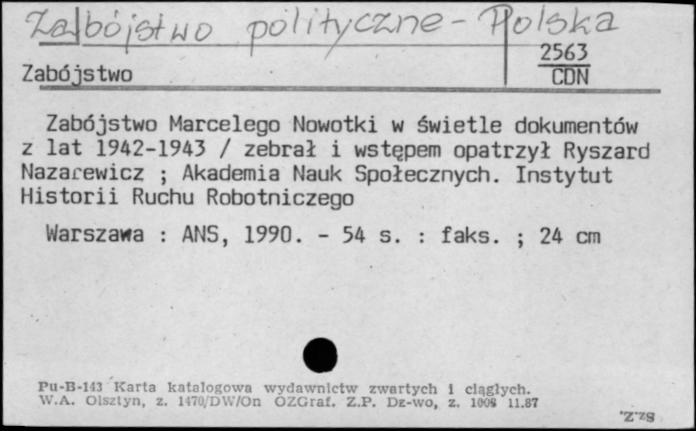 Zabójstwo polityczne - Polska
2563
Zabójstwo CDN
Zabójstwo Marcelego Nowotki w świetle dokumentów
z lat 1942-1943 / zebrał i wstępem opatrzył Ryszard
Nazarewicz ; Akademia Nauk Społecznych. Instytut
Historii Ruchu Robotniczego
Warszawa : ANS, 1990. - 54 s. : faks. ; 24 cm
Pu-B-143 Karta katalogowa wydawnictw zwartych i ciągłych.
W.A. Olsztyn, z. 1470/DW/On OZGraf. Z.P. Dz-wo, z. 1008 11.87